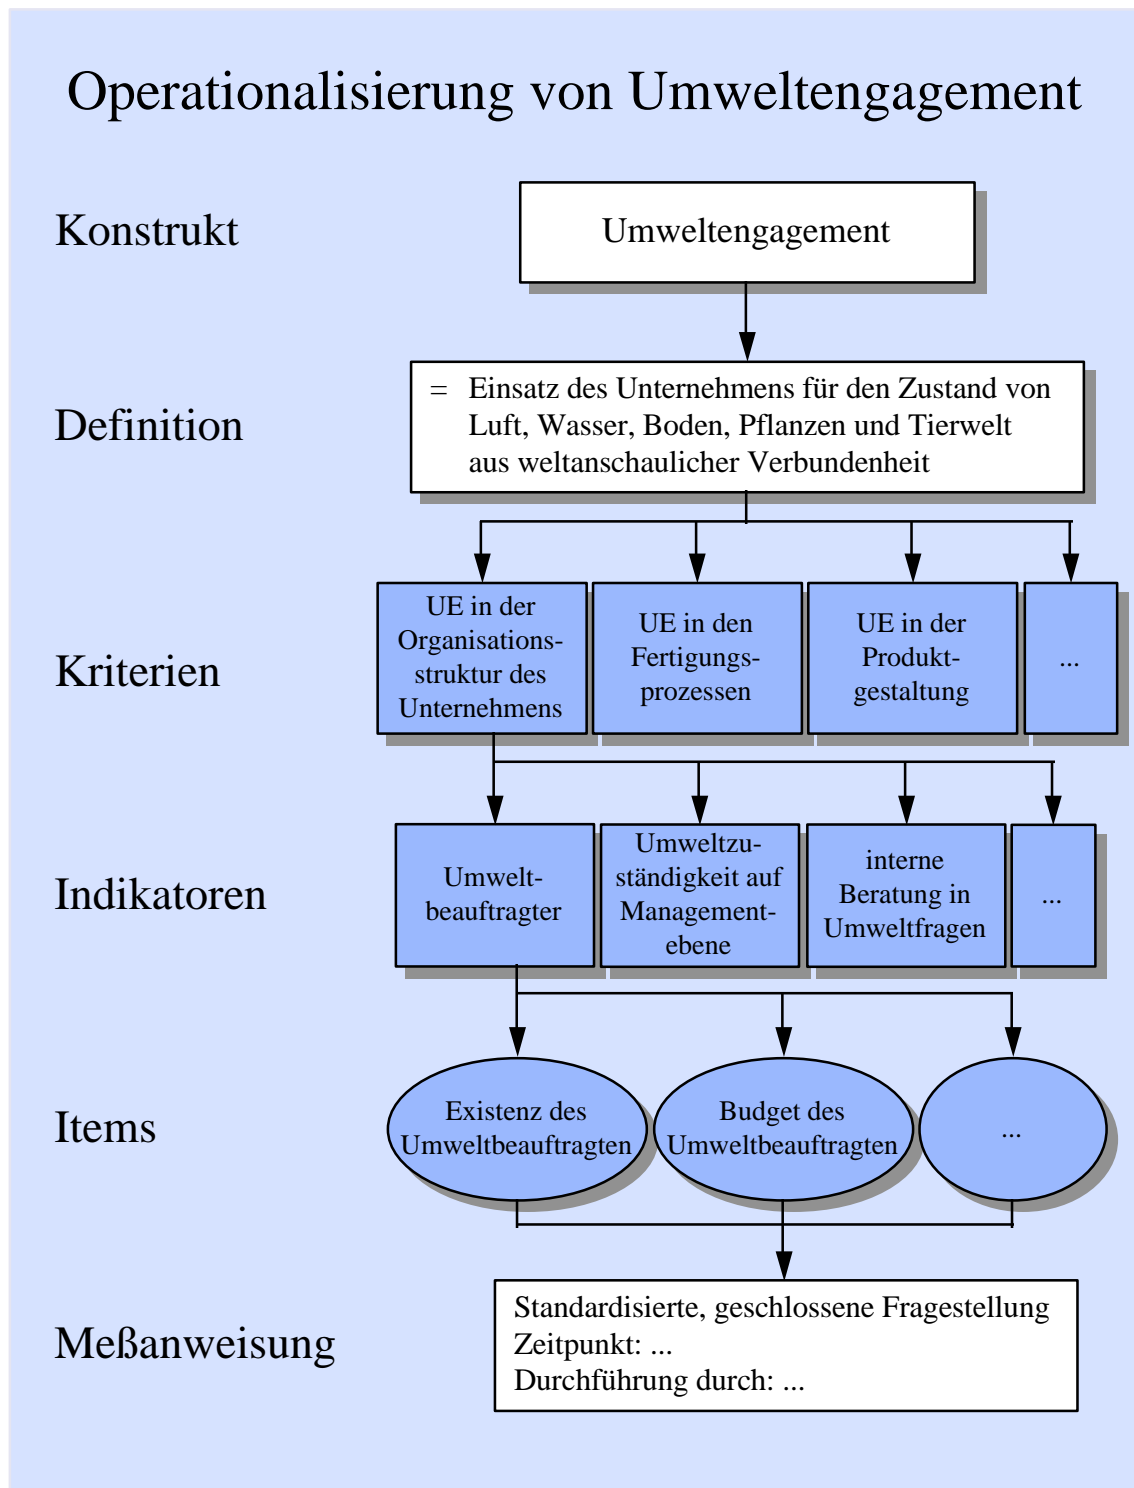 Operationalisierung von Umweltengagement
Konstrukt
Umweltengagement
Definition
= Einsatz des Unternehmens für den Zustand von
Luft, Wasser, Boden, Pflanzen und Tierwelt
aus weltanschaulicher Verbundenheit
Kriterien
UE in der
Organisations-
struktur des
Unternehmens
UE in den
Fertigungs-
prozessen
UE in der
Produkt-
gestaltung
...
Indikatoren
Umwelt-
beauftragter
Umweltzu-
ständigkeit auf
Management-
ebene
interne
Beratung in
Umweltfragen
...
Items
Existenz des
Umweltbeauftragten
Budget des
Umweltbeauftragten
...
Meßanweisung
Standardisierte, geschlossene Fragestellung
Zeitpunkt: ...
Durchführung durch: ...